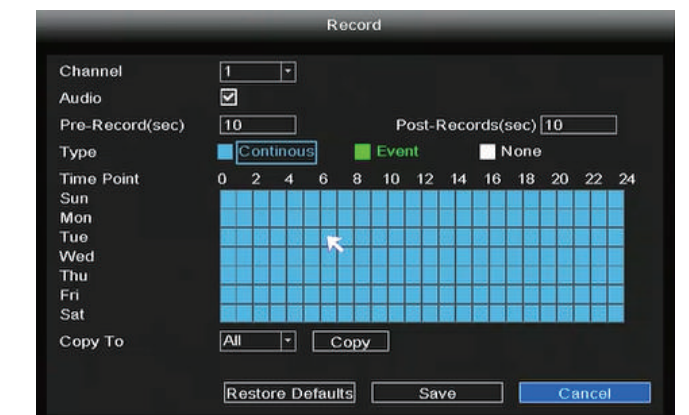 Record
Channel 1
Audio
Pre-Record(sec) 10 Post-Records(sec) 10
Type Continous Event None
Time Point 0 2 4 6 8 10 12 14 16 18 20 22 24
Sun
Mon
Tue
Wed
Thu
Fri
Sat
Copy To All Copy
Restore Defaults Save Cancel